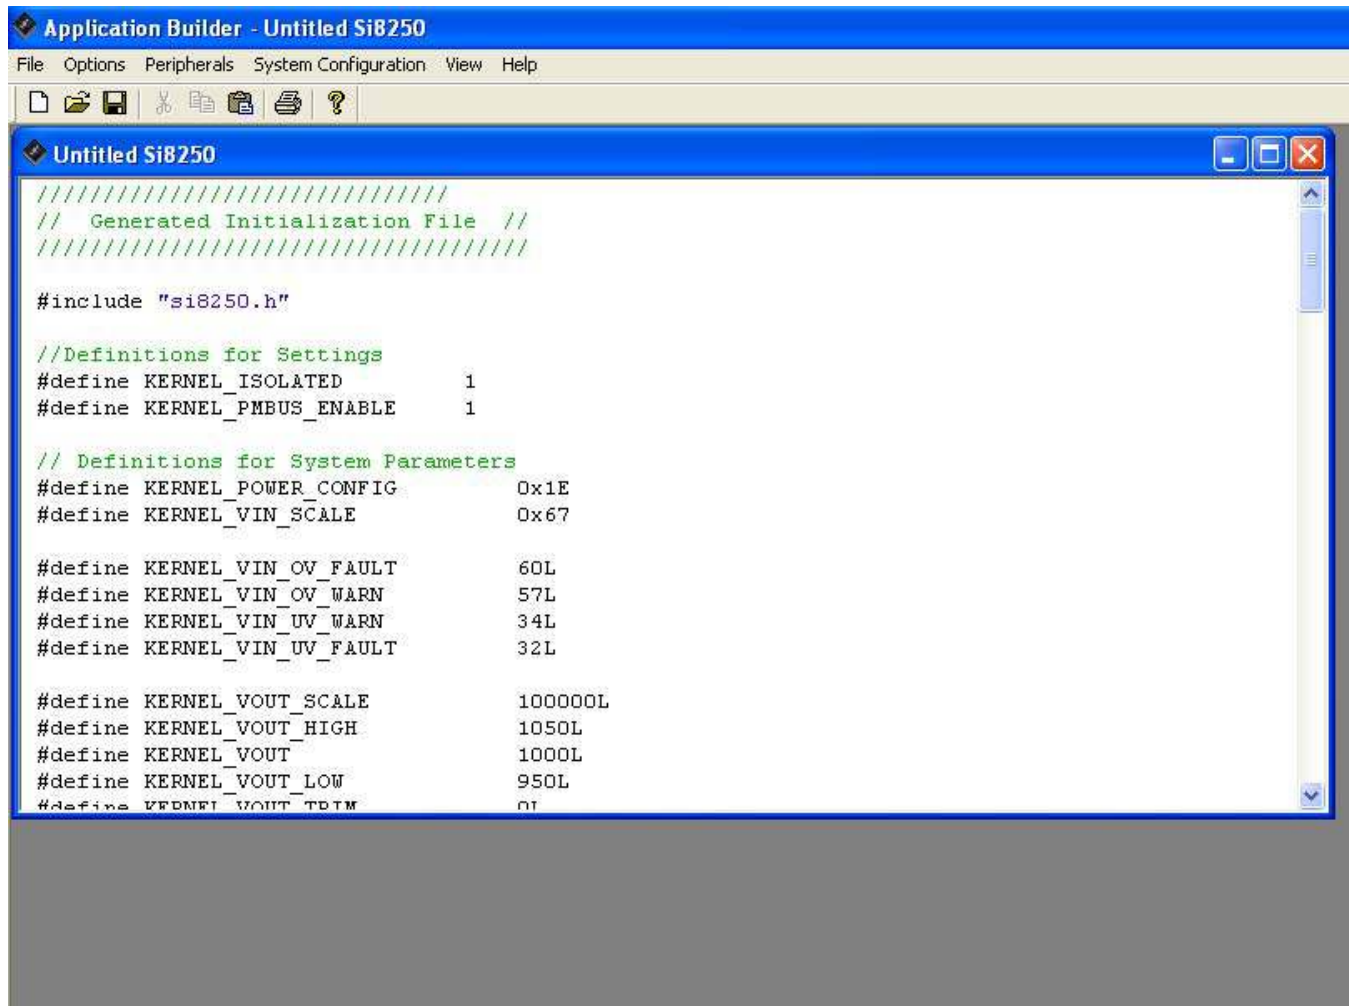 Application Builder - Untitled Si8250
File Options Peripherals System Configuration View Help
Untitled Si8250
///////////////////////////////
// Generated Initialization File //
/////////////////////////////////////
#include "si8250.h"
//Definitions for Settings
#define KERNEL_ISOLATED 1
#define KERNEL_PMBUS_ENABLE 1
// Definitions for System Parameters
#define KERNEL_POWER_CONFIG 0x1E
#define KERNEL_VIN_SCALE 0x67
#define KERNEL_VIN_OV_FAULT 60L
#define KERNEL_VIN_OV_WARN 57L
#define KERNEL_VIN_UV_WARN 34L
#define KERNEL_VIN_UV_FAULT 32L
#define KERNEL_VOUT_SCALE 100000L
#define KERNEL_VOUT_HIGH 1050L
#define KERNEL_VOUT 1000L
#define KERNEL_VOUT_LOW 950L
#define KERNEL_VOUT_TRIM 0L